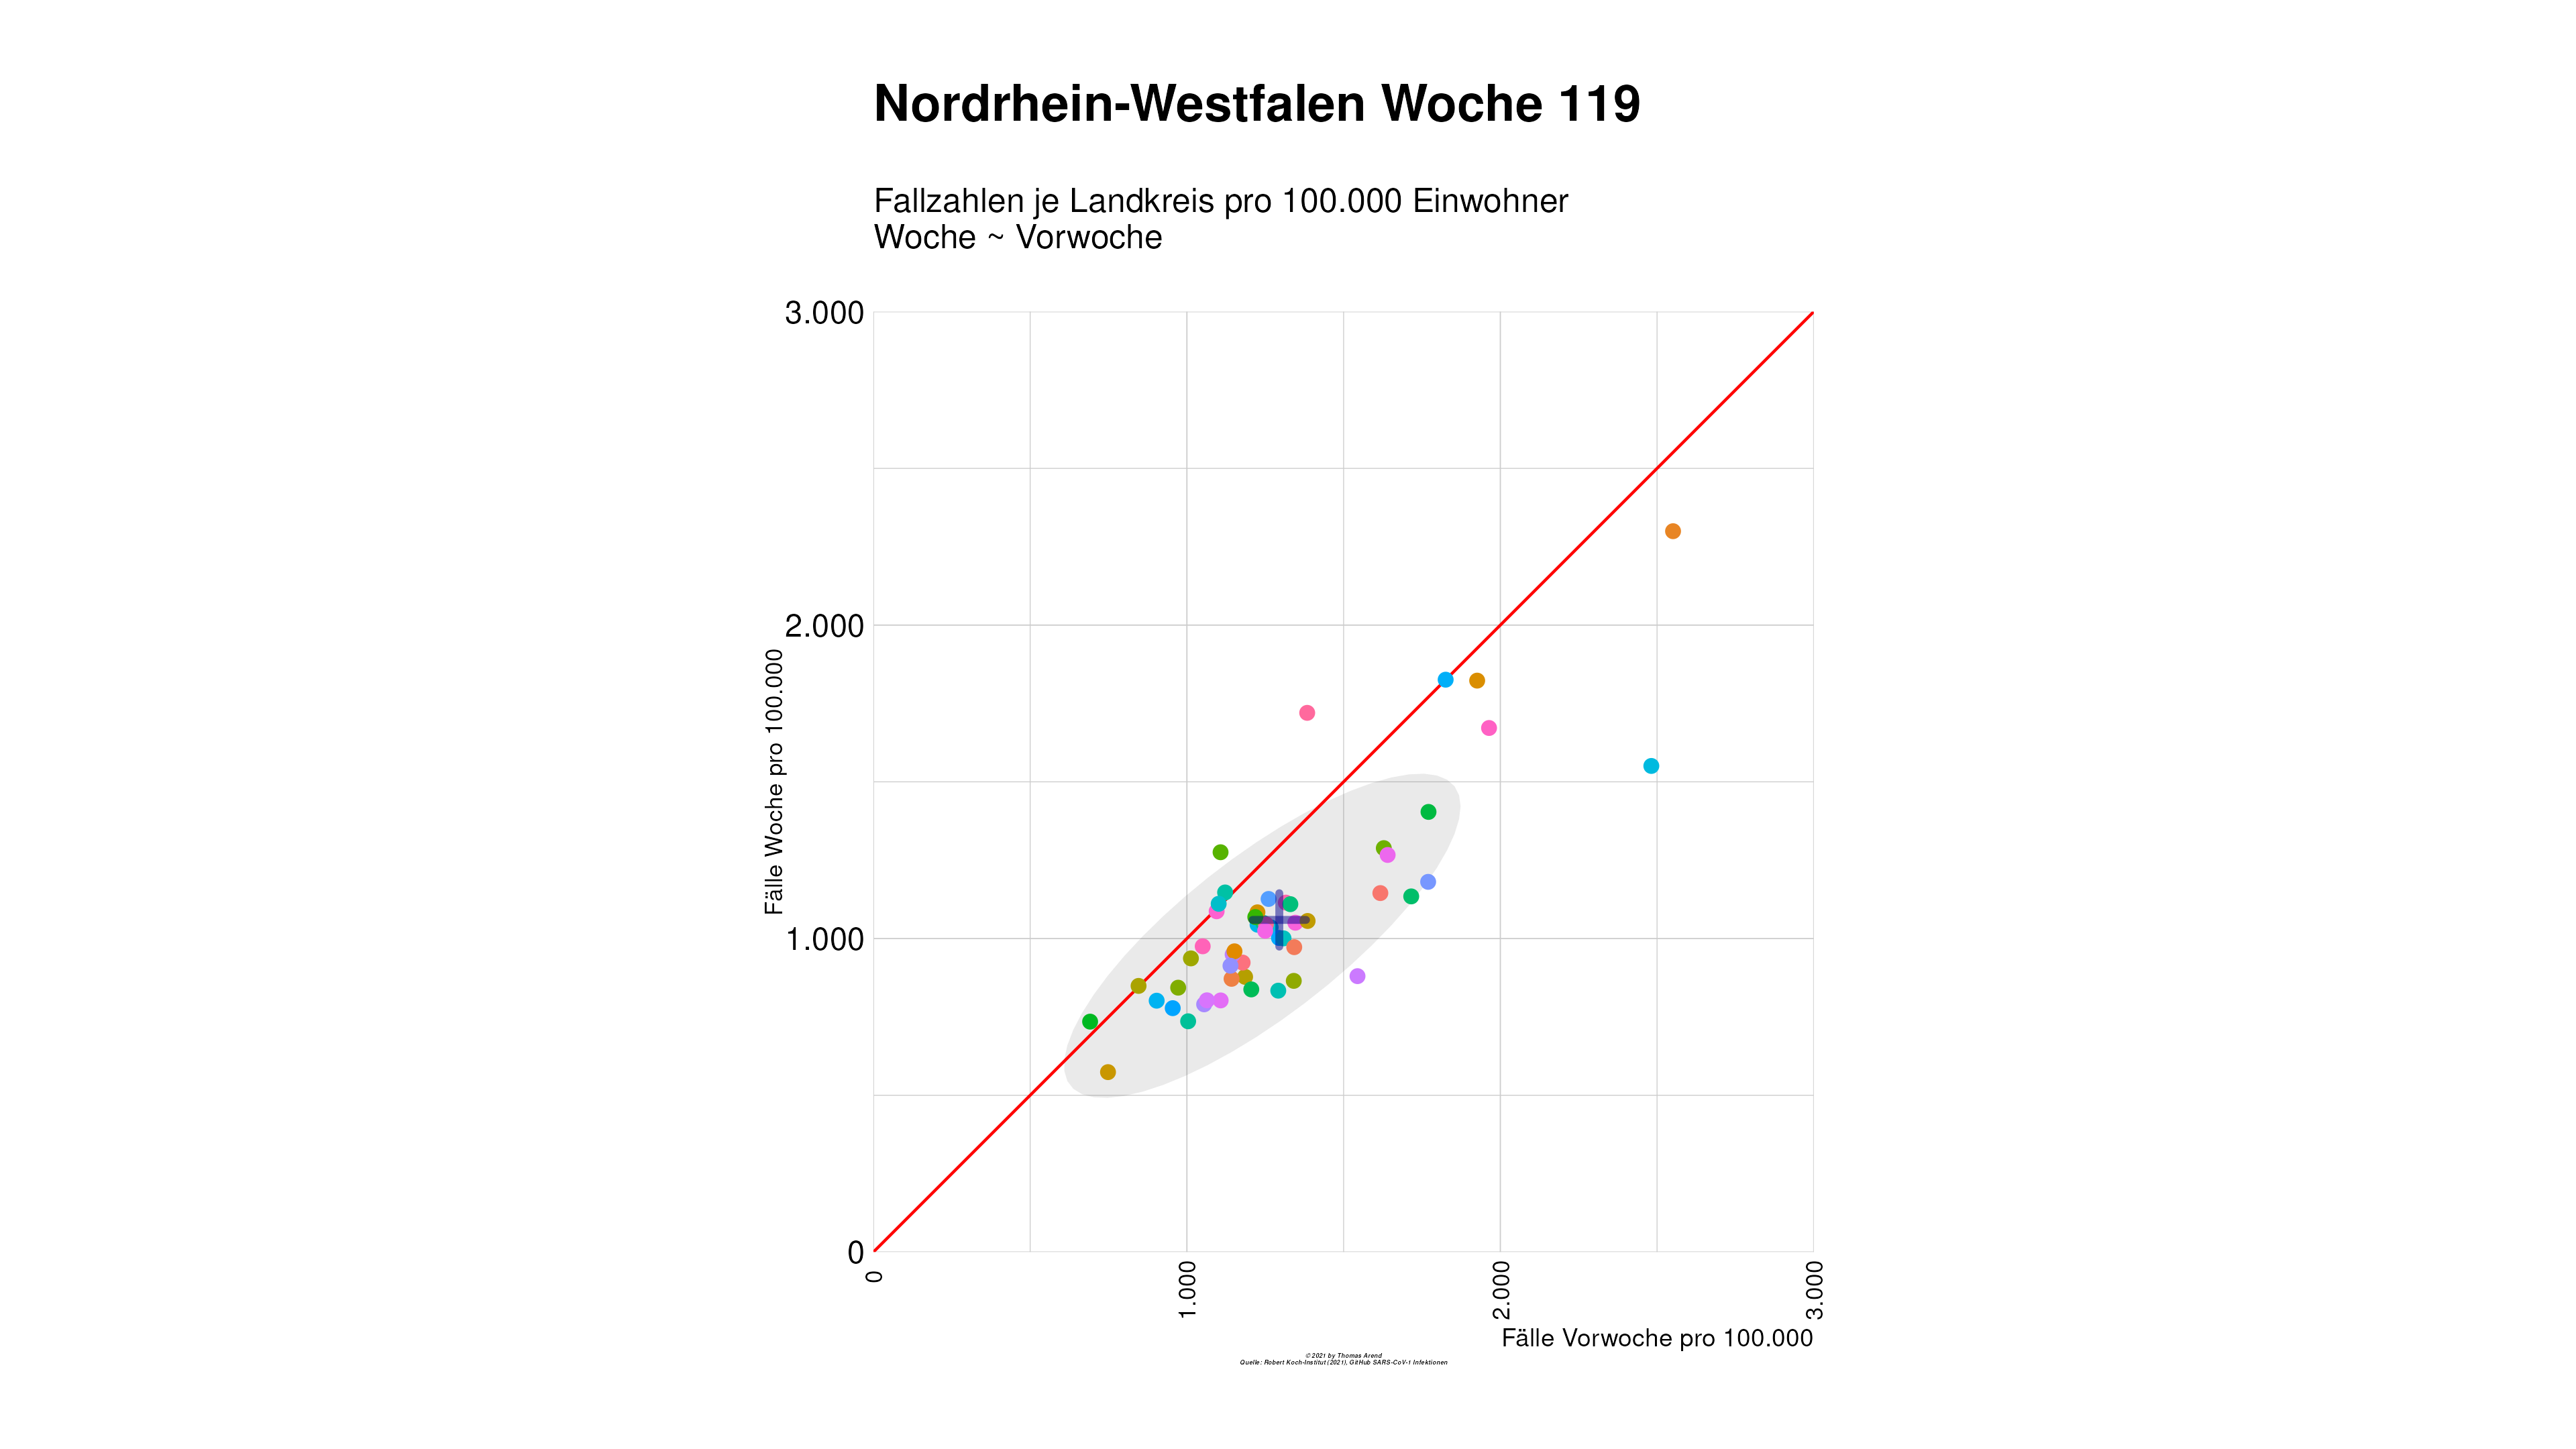 Nordrhein-Westfalen Woche 119
Fallzahlen je Landkreis pro 100.000 Einwohner
Woche ~ Vorwoche
3.000
2.000
1.000
0
Fälle Woche pro 100.000
0
1.000
2.000
3.000
Fälle Vorwoche pro 100.000
© 2021 by Thomas Arend
Quelle: Robert Koch-Institut (2021), GitHub SARS-CoV-1 Infektionen